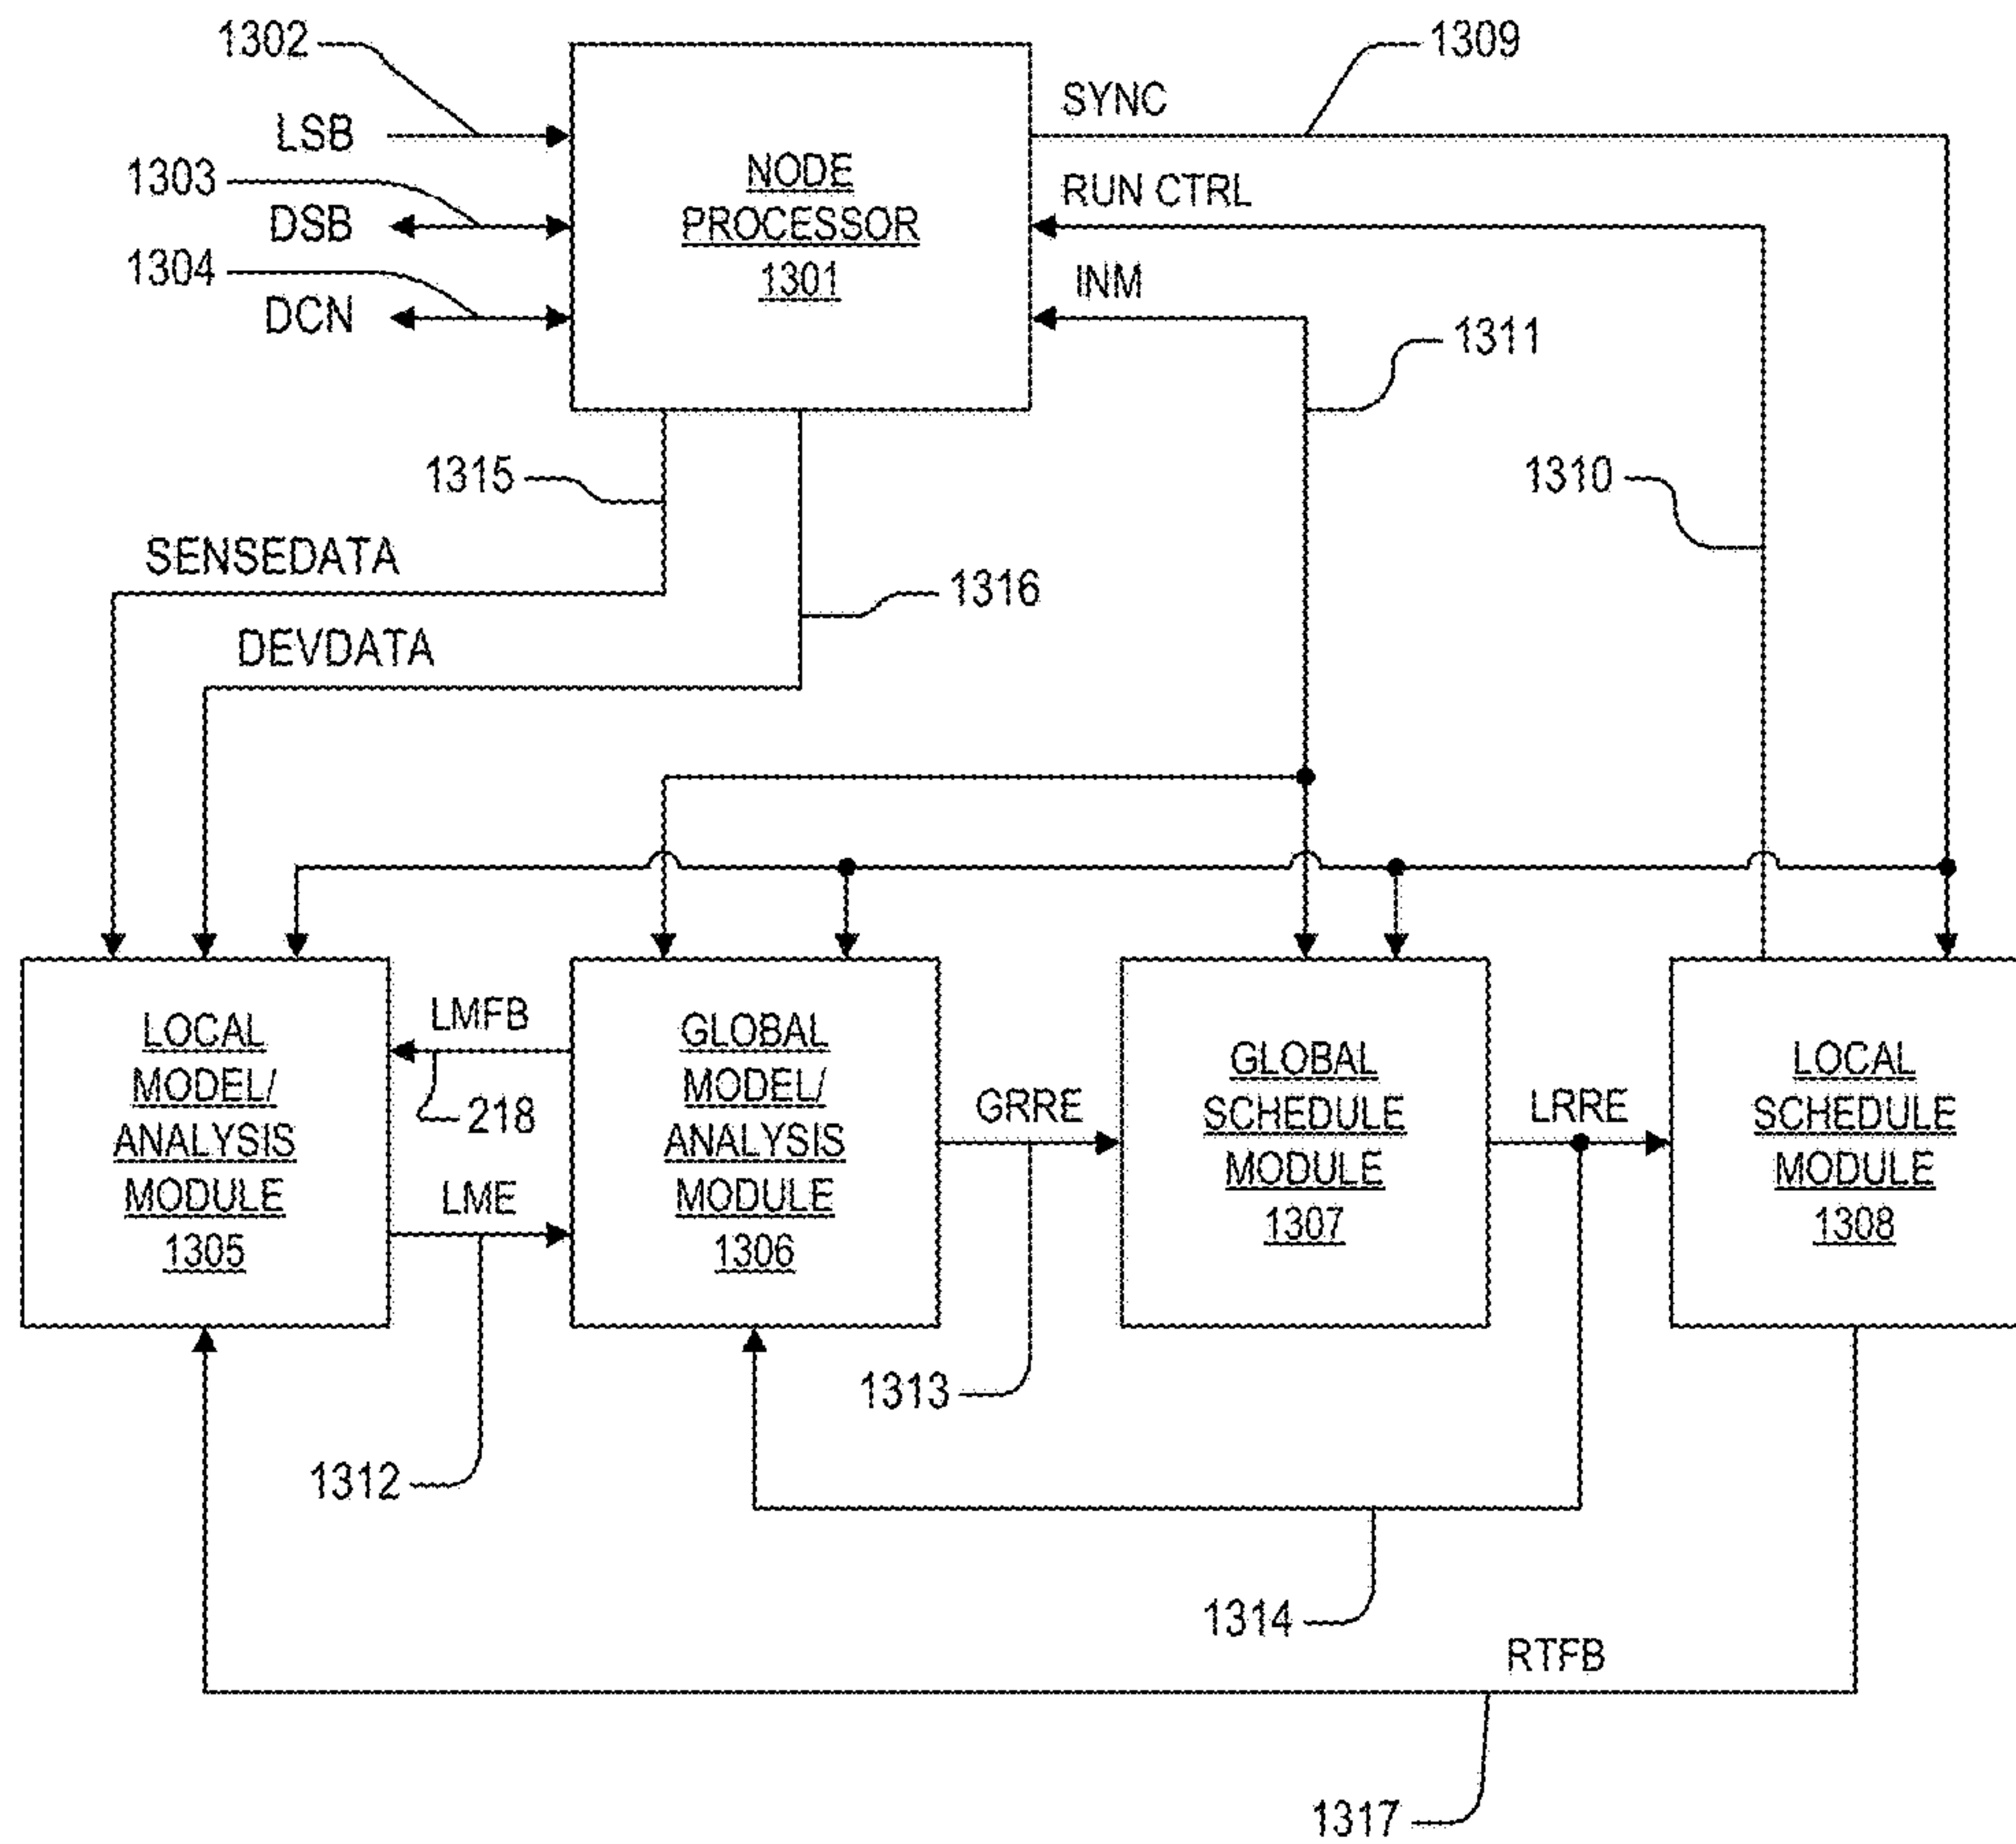 1302
1309
LSB
SYNC
1303
NODE
PROCESSOR
1301
RUN CTRL
DSB
1304
INM
DCN
1311
1315
1310
SENSEDATA
1316
DEVDATA
LOCAL
MODEL/
ANALYSIS
MODULE
1305
LMFB
218
LME
GLOBAL
MODEL/
ANALYSIS
MODULE
1306
GRRE
GLOBAL
SCHEDULE
MODULE
1307
LRRE
LOCAL
SCHEDULE
MODULE
1308
1313
1312
1314
RTFB
1317